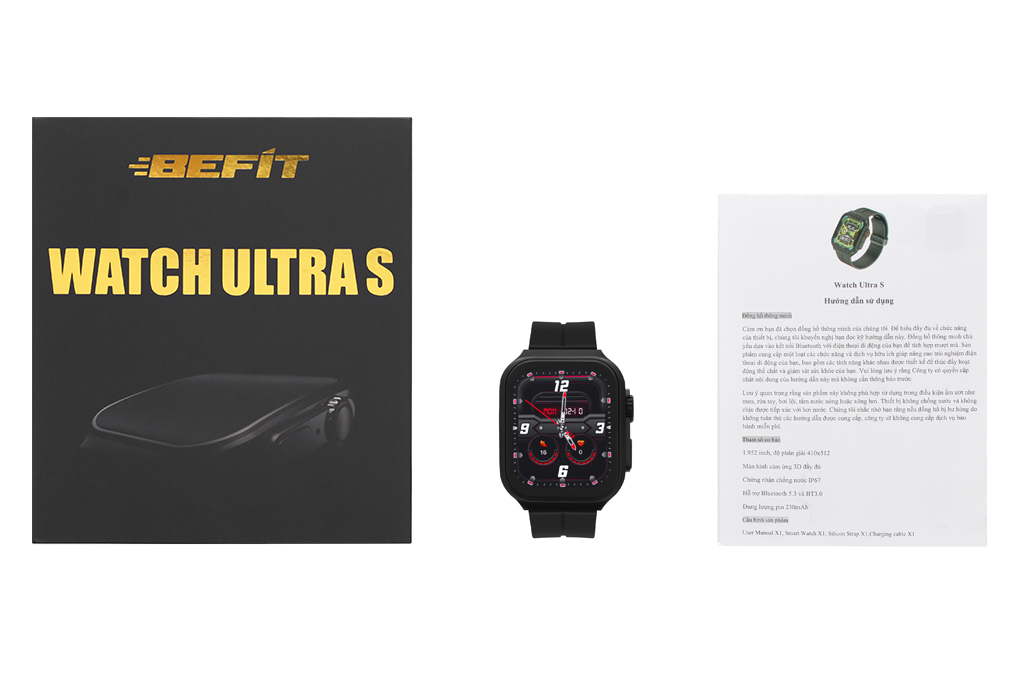 BEFIT
WATCH ULTRA S
12
MON 02:10
9
3
16
0
6
Watch Ultra S
Hướng dẫn sử dụng
Đồng hồ thông minh
Cảm ơn bạn đã chọn đồng hồ thông minh của chúng tôi. Để hiểu đầy đủ về chức năng
của thiết bị, chúng tôi khuyến nghị bạn đọc kỹ hướng dẫn này. Đồng hồ thông minh chủ
yếu dựa vào kết nối Bluetooth với điện thoại di động của bạn để tích hợp mượt mà. Sản
phẩm cung cấp một loạt các chức năng và dịch vụ hữu ích giúp nâng cao trải nghiệm điện
thoại di động của bạn, bao gồm các tính năng khác nhau được thiết kế để thúc đẩy hoạt
động thể chất và giám sát sức khỏe của bạn. Vui lòng lưu ý rằng Công ty có quyền cập
nhật nội dung của hướng dẫn này mà không cần thông báo trước.
Lưu ý quan trọng rằng sản phẩm này không phù hợp sử dụng trong điều kiện ẩm ướt như
mưa, rửa tay, bơi lội, tắm nước nóng hoặc xông hơi. Thiết bị không chống nước và không
chịu được tiếp xúc với hơi nước. Chúng tôi nhắc nhở bạn rằng nếu đồng hồ bị hư hỏng do
không tuân thủ các hướng dẫn được cung cấp, công ty sẽ không cung cấp dịch vụ bảo
hành miễn phí.
Tham số cơ bản
1.952 inch, độ phân giải 410x512
Màn hình cảm ứng 3D đầy đủ
Chứng nhận chống nước IP67
Hỗ trợ Bluetooth 5.3 và BT3.0
Dung lượng pin 230mAh
Cấu hình sản phẩm
User Manual X1, Smart Watch X1, Silicon Strap X1,Charging cable X1